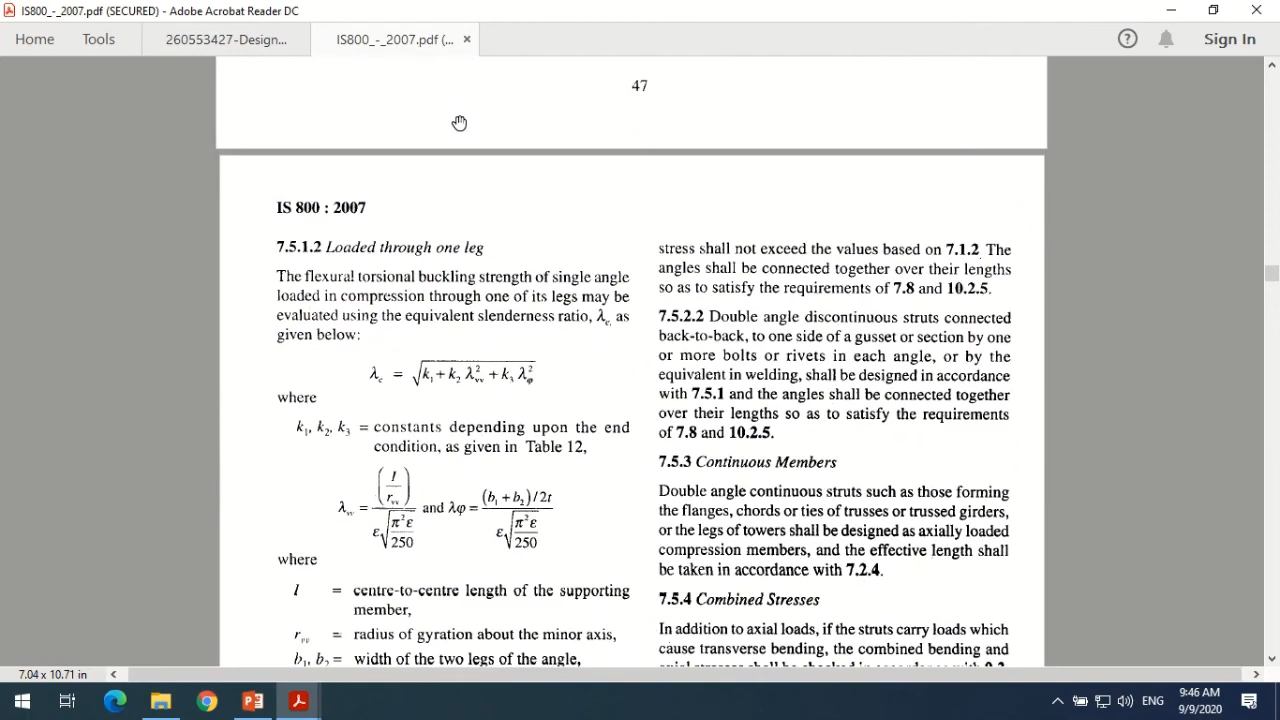 IS800_-_2007.pdf (SECURED) - Adobe Acrobat Reader DC
Home Tools 260553427-Design... IS800_-_2007.pdf (... × Sign In
47
IS 800 : 2007
7.5.1.2 Loaded through one leg
The flexural torsional buckling strength of single angle
loaded in compression through one of its legs may be
evaluated using the equivalent slenderness ratio, λe, as
given below:
λe = √(k1 + k2 λ²vv + k3 λ²φ)
where
k1, k2, k3 = constants depending upon the end
condition, as given in Table 12,
λvv = (l / rvv) / (ε √(π²ε / 250)) and λφ = (b1 + b2)/2t / (ε √(π²ε / 250))
where
l = centre-to-centre length of the supporting
member,
rvv = radius of gyration about the minor axis,
b1, b2 = width of the two legs of the angle,
stress shall not exceed the values based on 7.1.2. The
angles shall be connected together over their lengths
so as to satisfy the requirements of 7.8 and 10.2.5.
7.5.2.2 Double angle discontinuous struts connected
back-to-back, to one side of a gusset or section by one
or more bolts or rivets in each angle, or by the
equivalent in welding, shall be designed in accordance
with 7.5.1 and the angles shall be connected together
over their lengths so as to satisfy the requirements
of 7.8 and 10.2.5.
7.5.3 Continuous Members
Double angle continuous struts such as those forming
the flanges, chords or ties of trusses or trussed girders,
or the legs of towers shall be designed as axially loaded
compression members, and the effective length shall
be taken in accordance with 7.2.4.
7.5.4 Combined Stresses
In addition to axial loads, if the struts carry loads which
cause transverse bending, the combined bending and
axial stresses shall be checked in accordance with 9.3
7.04 x 10.71 in
ENG
9:46 AM
9/9/2020